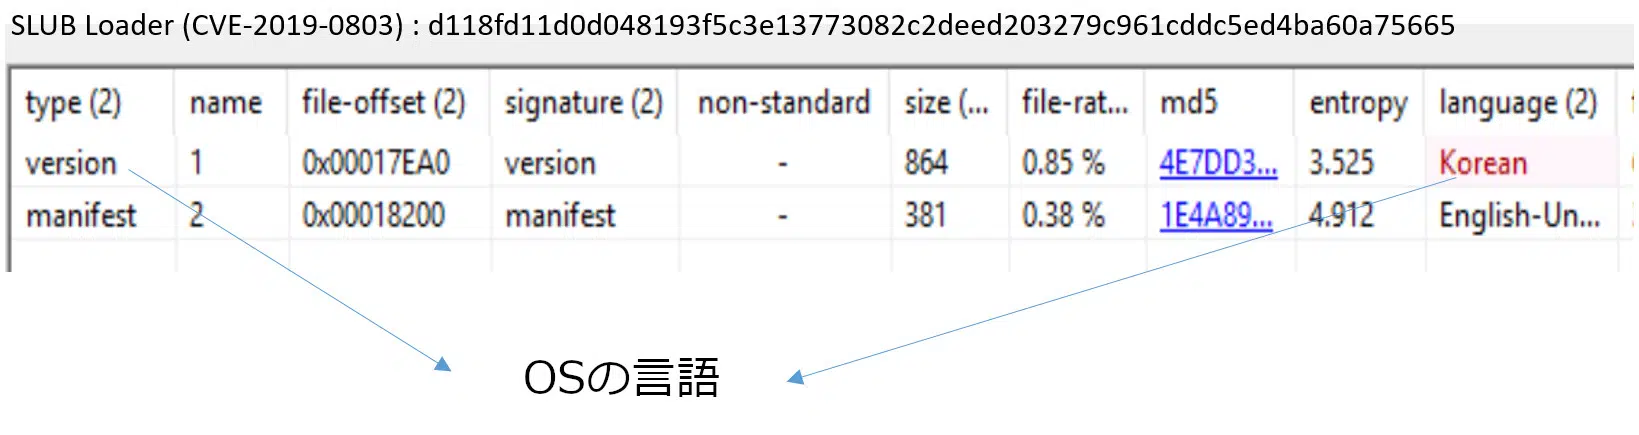 SLUB Loader (CVE-2019-0803) : d118fd11d0d048193f5c3e13773082c2deed203279c961cddc5ed4ba60a75665
type (2) name file-offset (2) signature (2) non-standard size (... file-rat... md5 entropy language (2)
version 1 0x00017EA0 version - 864 0.85 % 4E7DD3... 3.525 Korean
manifest 2 0x00018200 manifest - 381 0.38 % 1E4A89... 4.912 English-Un...
OSの言語